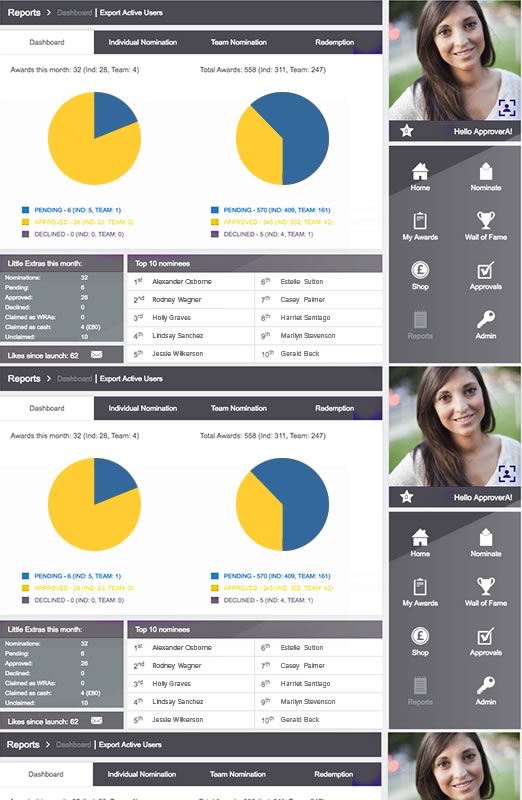 Reports > Dashboard | Export Active Users
Dashboard Individual Nomination Team Nomination Redemption
Awards this month: 32 (Ind: 28, Team: 4) Total Awards: 558 (Ind: 311, Team: 247)
PENDING - 6 (IND: 5, TEAM: 1) PENDING - 570 (IND: 409, TEAM: 161)
APPROVED - 26 (IND: 23, TEAM: 3) APPROVED - 345 (IND: 302, TEAM: 43)
DECLINED - 0 (IND: 0, TEAM: 0) DECLINED - 5 (IND: 4, TEAM: 1)
Little Extras this month: Top 10 nominees
Nominations: 32
Pending: 6
Approved: 26
Declined: 0
Claimed as WRAs: 0
Claimed as cash: 4 (£80)
Unclaimed: 10
Likes since launch: 62
1st Alexander Osborne 6th Estelle Sutton
2nd Rodney Wagner 7th Casey Palmer
3rd Holly Graves 8th Harriet Santiago
4th Lindsay Sanchez 9th Marilyn Stevenson
5th Jessie Wilkerson 10th Gerald Beck
Hello ApproverA!
Home Nominate
My Awards Wall of Fame
£
Shop Approvals
Reports Admin
Reports > Dashboard | Export Active Users
Dashboard Individual Nomination Team Nomination Redemption
Awards this month: 32 (Ind: 28, Team: 4) Total Awards: 558 (Ind: 311, Team: 247)
PENDING - 6 (IND: 5, TEAM: 1) PENDING - 570 (IND: 409, TEAM: 161)
APPROVED - 26 (IND: 23, TEAM: 3) APPROVED - 345 (IND: 302, TEAM: 43)
DECLINED - 0 (IND: 0, TEAM: 0) DECLINED - 5 (IND: 4, TEAM: 1)
Little Extras this month: Top 10 nominees
Nominations: 32
Pending: 6
Approved: 26
Declined: 0
Claimed as WRAs: 0
Claimed as cash: 4 (£80)
Unclaimed: 10
Likes since launch: 62
1st Alexander Osborne 6th Estelle Sutton
2nd Rodney Wagner 7th Casey Palmer
3rd Holly Graves 8th Harriet Santiago
4th Lindsay Sanchez 9th Marilyn Stevenson
5th Jessie Wilkerson 10th Gerald Beck
Hello ApproverA!
Home Nominate
My Awards Wall of Fame
£
Shop Approvals
Reports Admin
Reports > Dashboard | Export Active Users
Dashboard Individual Nomination Team Nomination Redemption